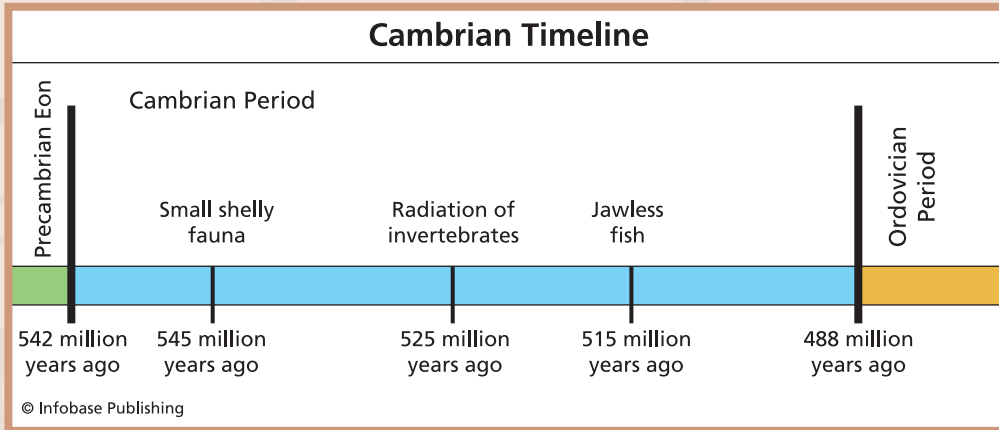 Cambrian Timeline
Precambrian Eon
Cambrian Period
Small shelly
fauna
Radiation of
invertebrates
Jawless
fish
Ordovician
Period
542 million
years ago
545 million
years ago
525 million
years ago
515 million
years ago
488 million
years ago
© Infobase Publishing